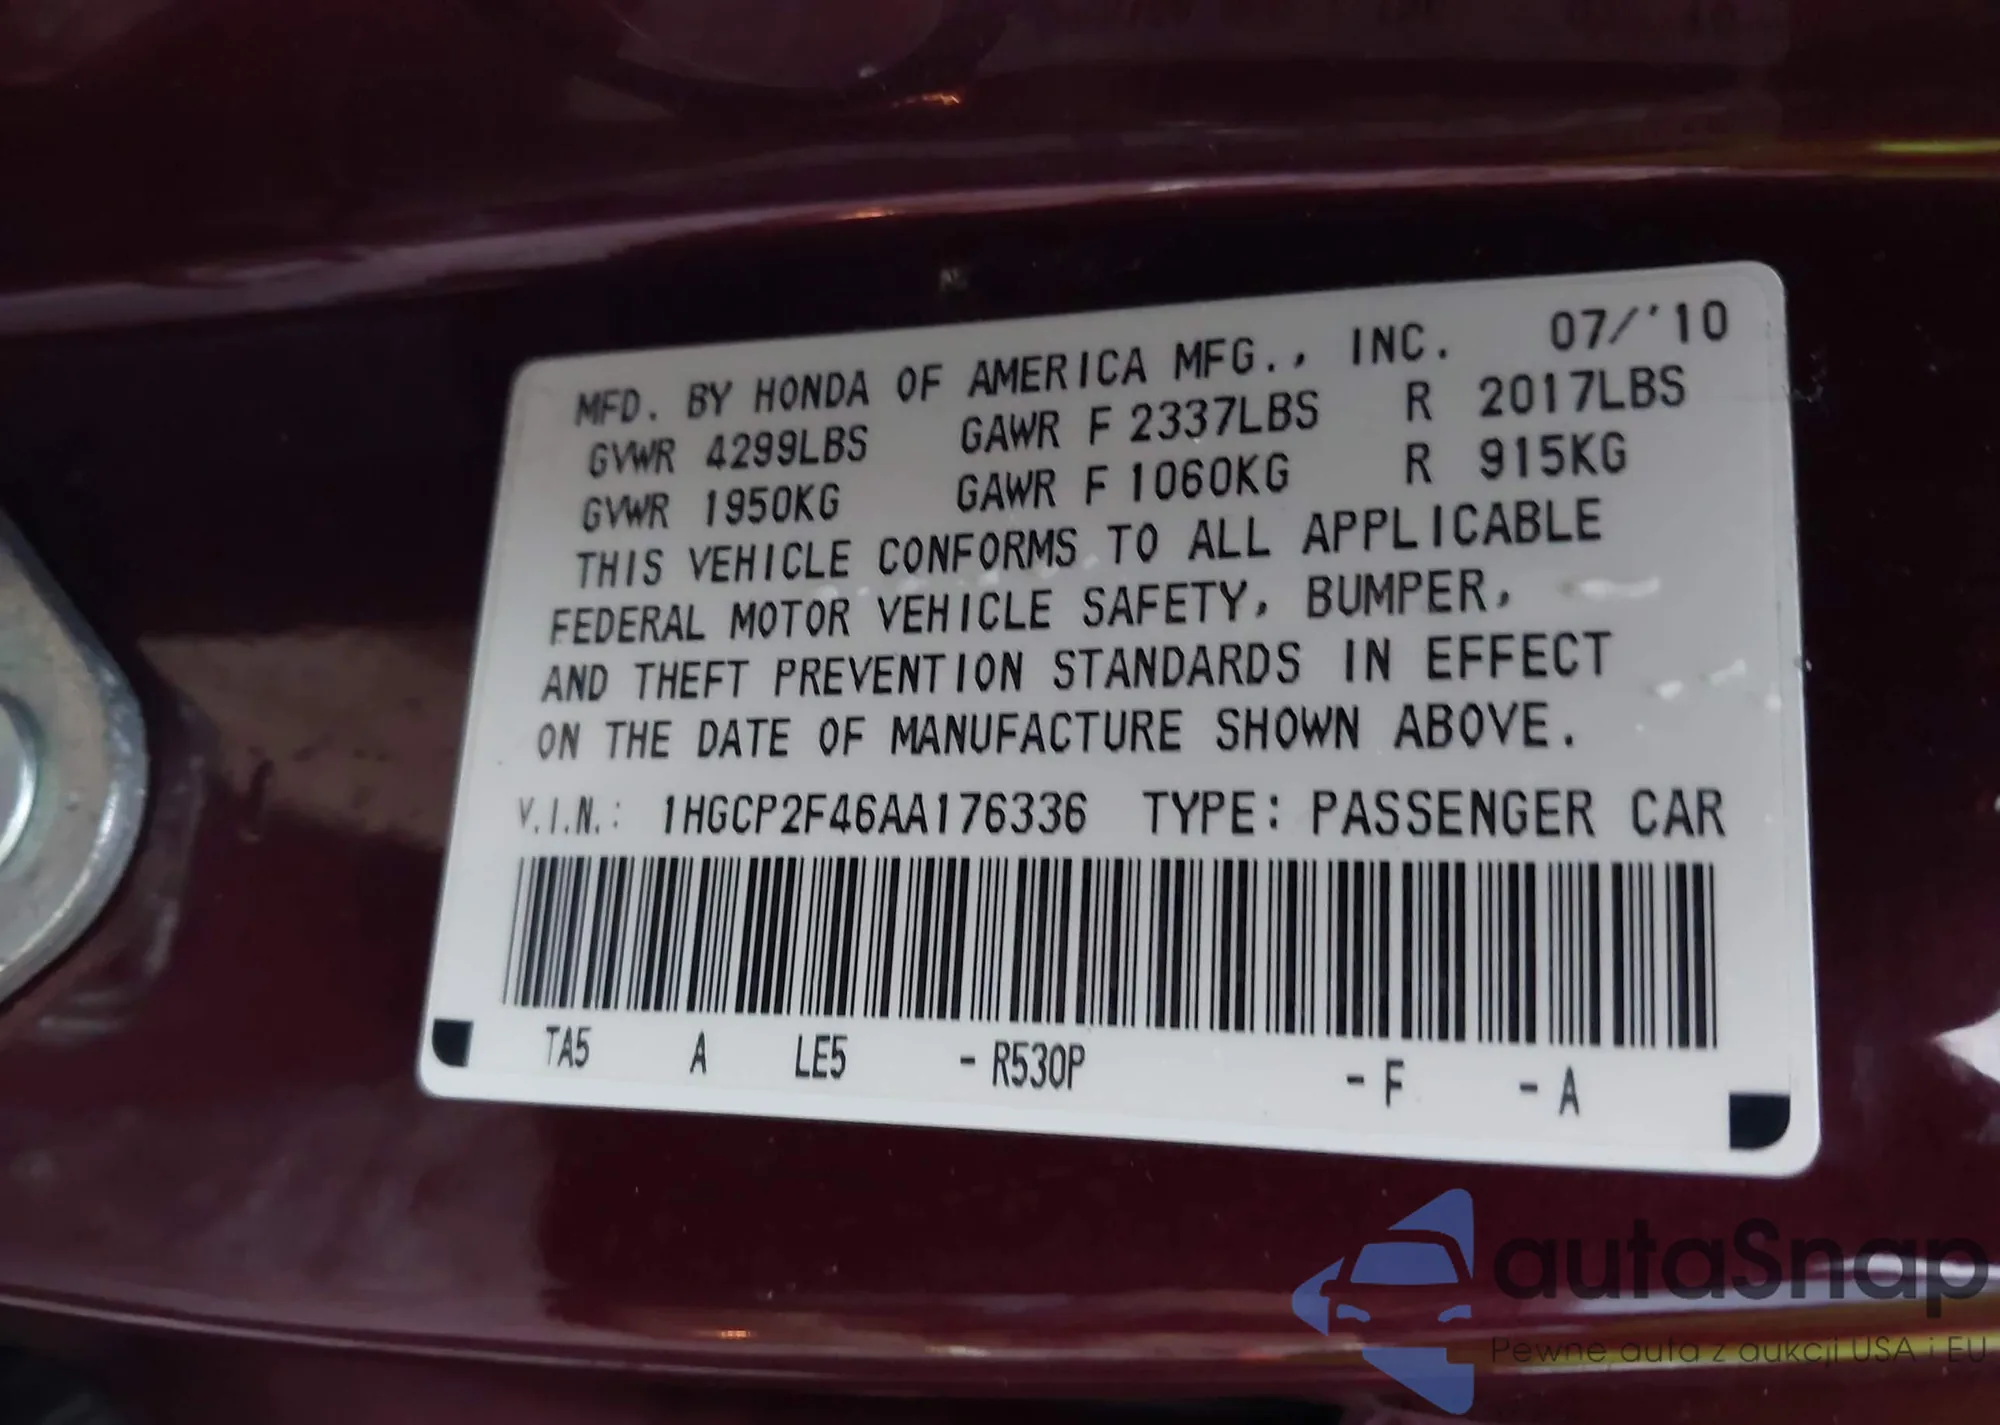 MFD. BY HONDA OF AMERICA MFG., INC. 07/'10
GVWR 4299LBS GAWR F 2337LBS R 2017LBS
GVWR 1950KG GAWR F 1060KG R 915KG
THIS VEHICLE CONFORMS TO ALL APPLICABLE
FEDERAL MOTOR VEHICLE SAFETY, BUMPER,
AND THEFT PREVENTION STANDARDS IN EFFECT
ON THE DATE OF MANUFACTURE SHOWN ABOVE.
V.I.N.: 1HGCP2F46AA176336 TYPE: PASSENGER CAR
TA5 A LE5 - R530P - F - A
autaSnap
Pewne auta z aukcji USA i EU